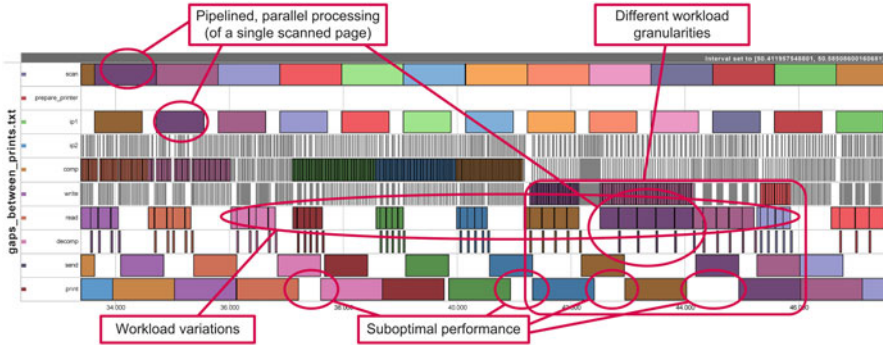 Pipelined, parallel processing
(of a single scanned page)
Different workload
granularities
gaps_between_prints.txt
scan
prepare_printer
ip1
ip2
comp
write
read
decomp
send
print
34.000
36.000
38.000
40.000
42.000
44.000
46.000
Workload variations
Suboptimal performance